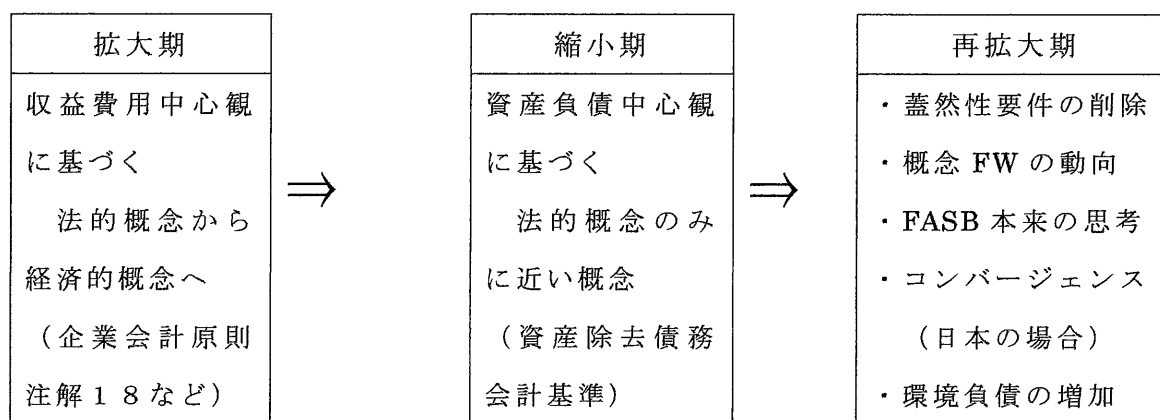 拡大期
収益費用中心観
に基づく
法的概念から
経済的概念へ
（企業会計原則
注解１８など）
⇒
縮小期
資産負債中心観
に基づく
法的概念のみ
に近い概念
（資産除去債務
会計基準）
⇒
再拡大期
・蓋然性要件の削除
・概念 FW の動向
・FASB 本来の思考
・コンバージェンス
（日本の場合）
・環境負債の増加